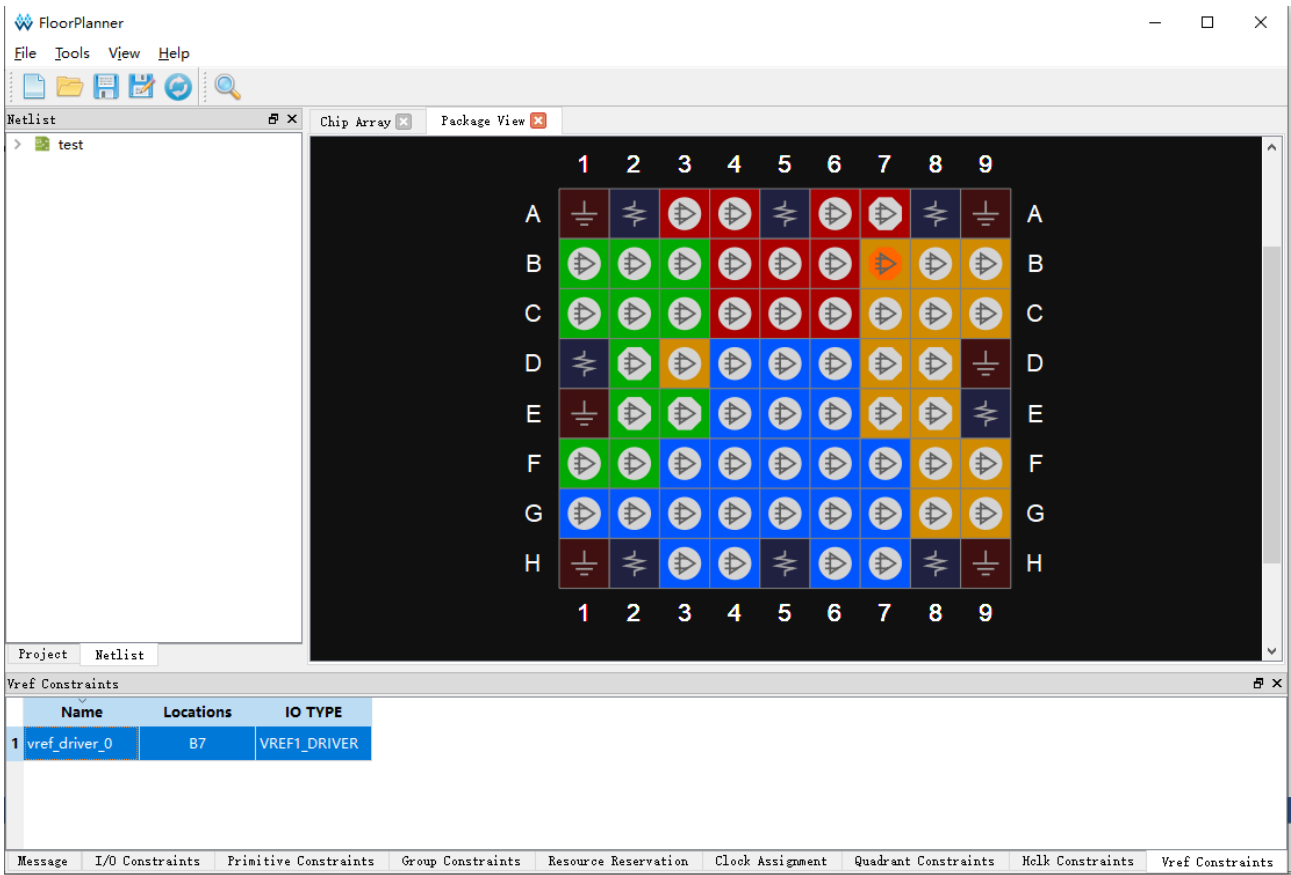 FloorPlanner
File Tools View Help
Netlist
Chip Array Package View
test
1 2 3 4 5 6 7 8 9
A A
B B
C C
D D
E E
F F
G G
H H
1 2 3 4 5 6 7 8 9
Project Netlist
Vref Constraints
Name Locations IO TYPE
1 vref_driver_0 B7 VREF1_DRIVER
Message I/O Constraints Primitive Constraints Group Constraints Resource Reservation Clock Assignment Quadrant Constraints Hclk Constraints Vref Constraints